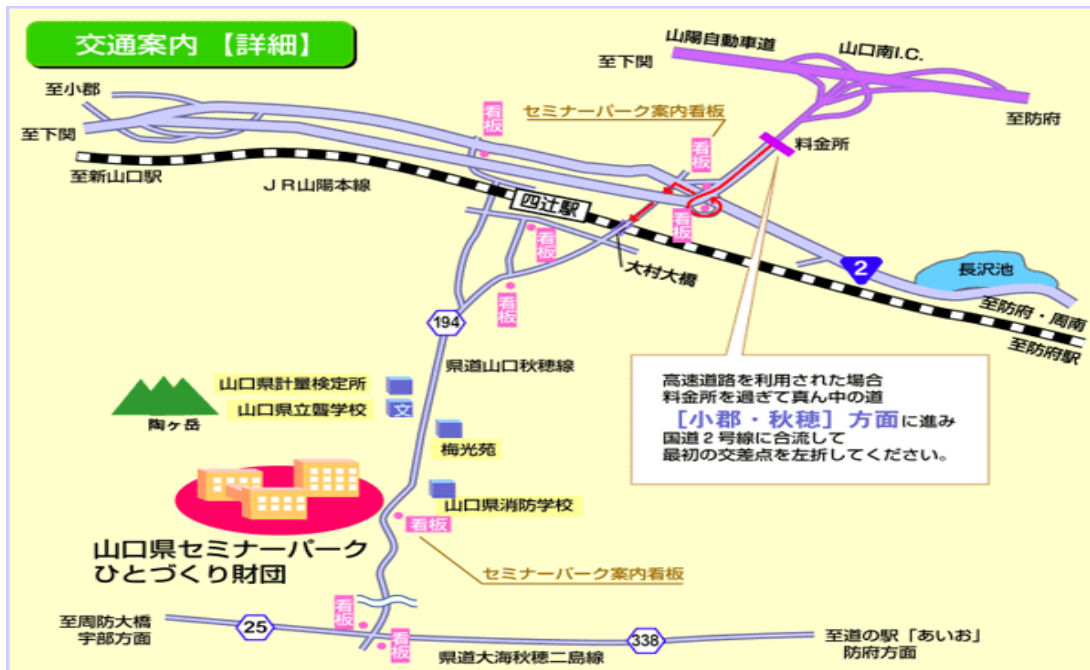 交通案内 【詳細】
山陽自動車道
山口南I.C.
至下関
至小郡
至下関
至防府
セミナーパーク案内看板
看板
看板
料金所
至新山口駅
JR山陽本線
四辻駅
看板
看板
大村大橋
2
長沢池
看板
至防府・周南
至防府駅
194
県道山口秋穂線
高速道路を利用された場合
料金所を過ぎて真ん中の道
[小郡・秋穂] 方面に進み
国道2号線に合流して
最初の交差点を左折してください。
山口県計量検定所
山口県立聾学校
文
陶ヶ岳
梅光苑
山口県消防学校
看板
山口県セミナーパーク
ひとづくり財団
セミナーパーク案内看板
看板
至周防大橋
宇部方面
25
338
至道の駅「あいお」
防府方面
看板
県道大海秋穂二島線